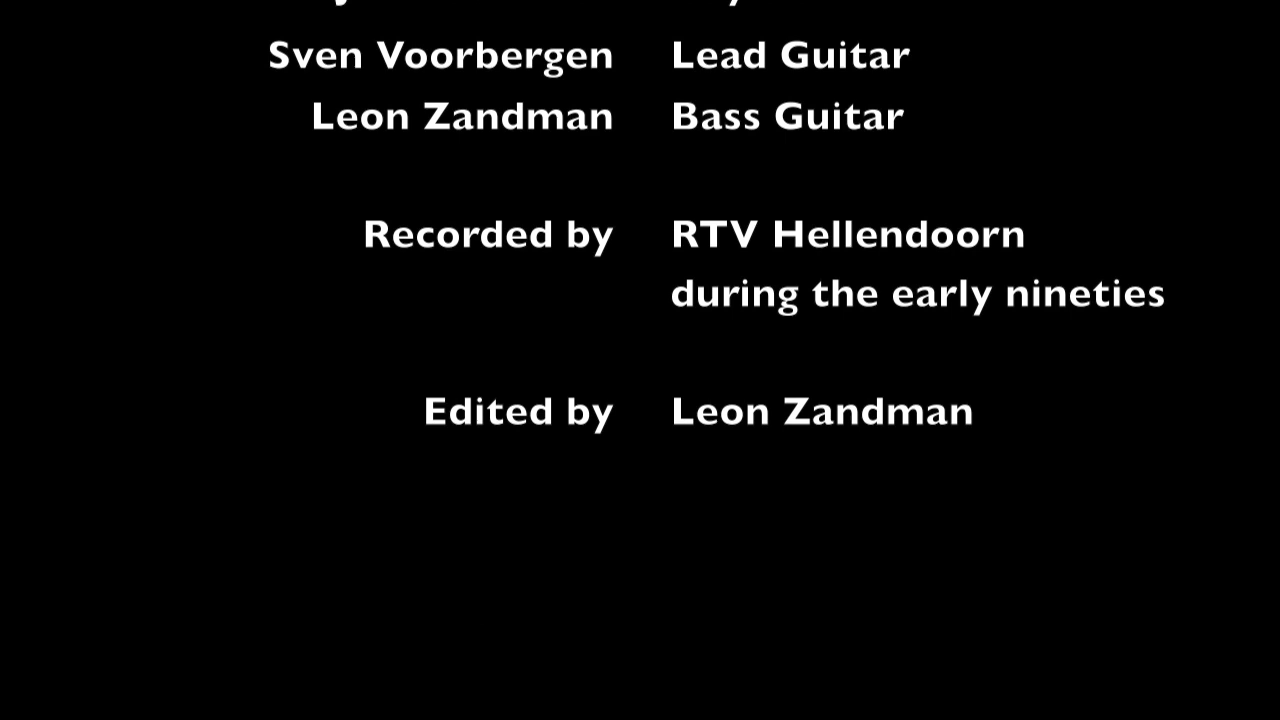 Sven Voorbergen Lead Guitar
Leon Zandman Bass Guitar
Recorded by RTV Hellendoorn
during the early nineties
Edited by Leon Zandman